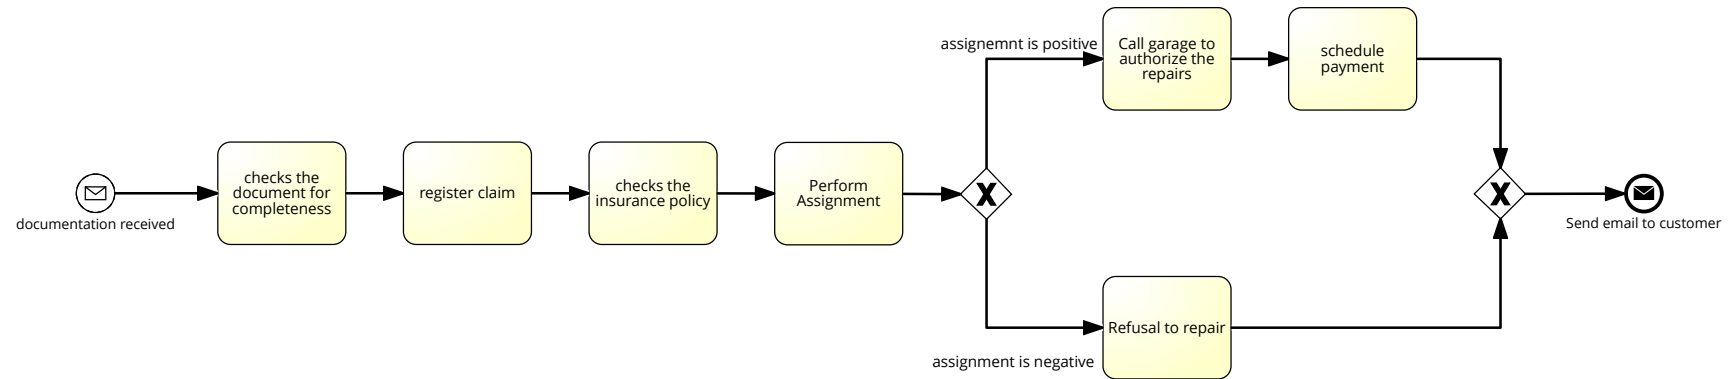 documentation received
checks the
document for
completeness
register claim
checks the
insurance policy
Perform
Assignment
assignemnt is positive
Call garage to
authorize the
repairs
schedule
payment
assignment is negative
Refusal to repair
Send email to customer